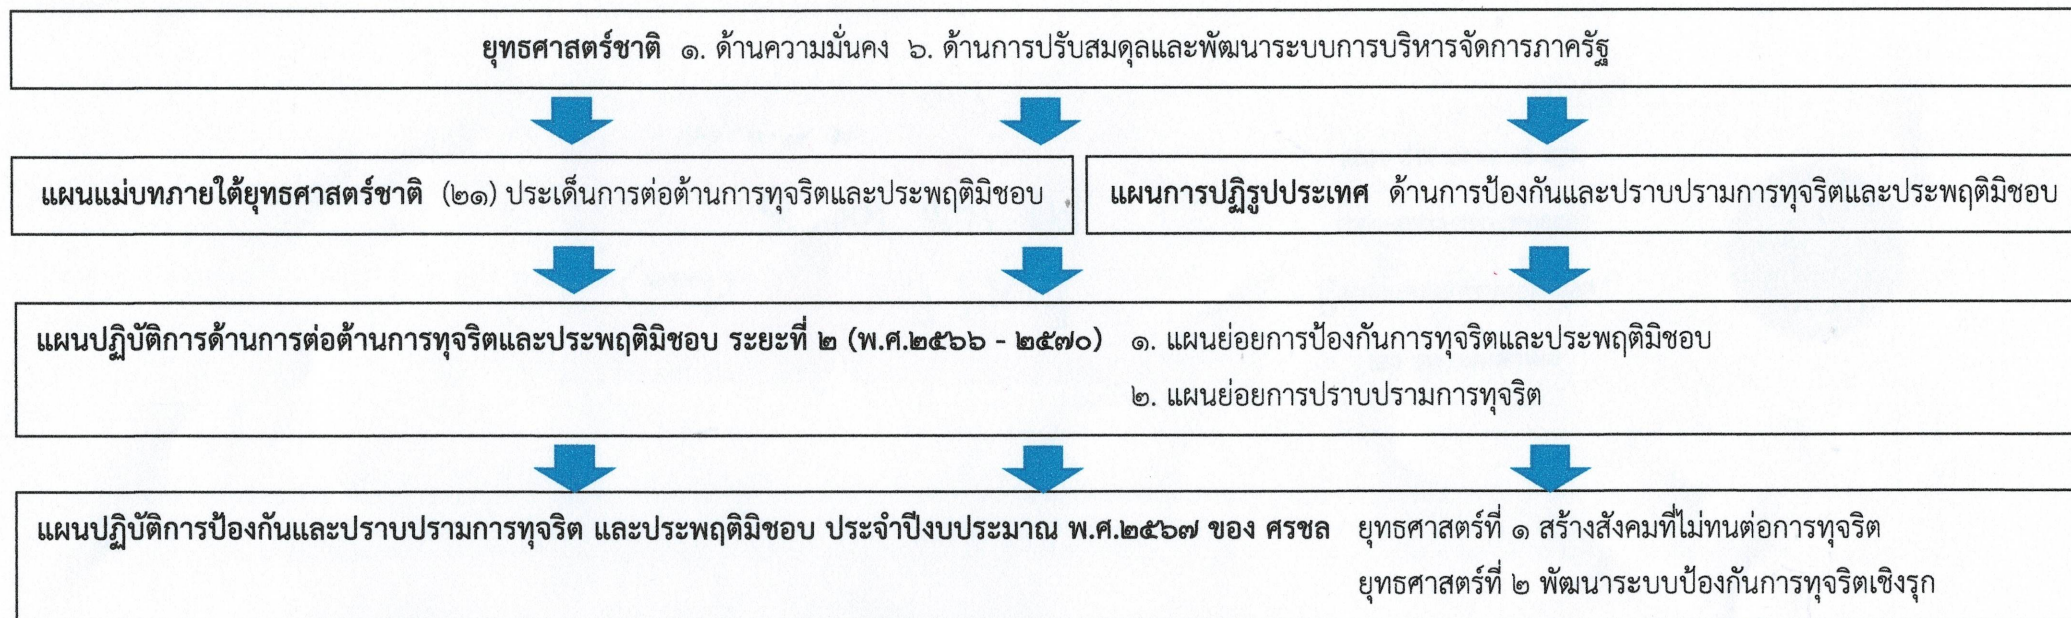 ยุทธศาสตร์ชาติ ๑. ด้านความมั่นคง ๖. ด้านการปรับสมดุลและพัฒนาระบบการบริหารจัดการภาครัฐ
แผนแม่บทภายใต้ยุทธศาสตร์ชาติ (๒๑) ประเด็นการต่อต้านการทุจริตและประพฤติมิชอบ
แผนการปฏิรูปประเทศ ด้านการป้องกันและปราบปรามการทุจริตและประพฤติมิชอบ
แผนปฏิบัติการด้านการต่อต้านการทุจริตและประพฤติมิชอบ ระยะที่ ๒ (พ.ศ.๒๕๖๖ - ๒๕๗๐) ๑. แผนย่อยการป้องกันการทุจริตและประพฤติมิชอบ
๒. แผนย่อยการปราบปรามการทุจริต
แผนปฏิบัติการป้องกันและปราบปรามการทุจริต และประพฤติมิชอบ ประจำปีงบประมาณ พ.ศ.๒๕๖๗ ของ ศรชล ยุทธศาสตร์ที่ ๑ สร้างสังคมที่ไม่ทนต่อการทุจริต
ยุทธศาสตร์ที่ ๒ พัฒนาระบบป้องกันการทุจริตเชิงรุก